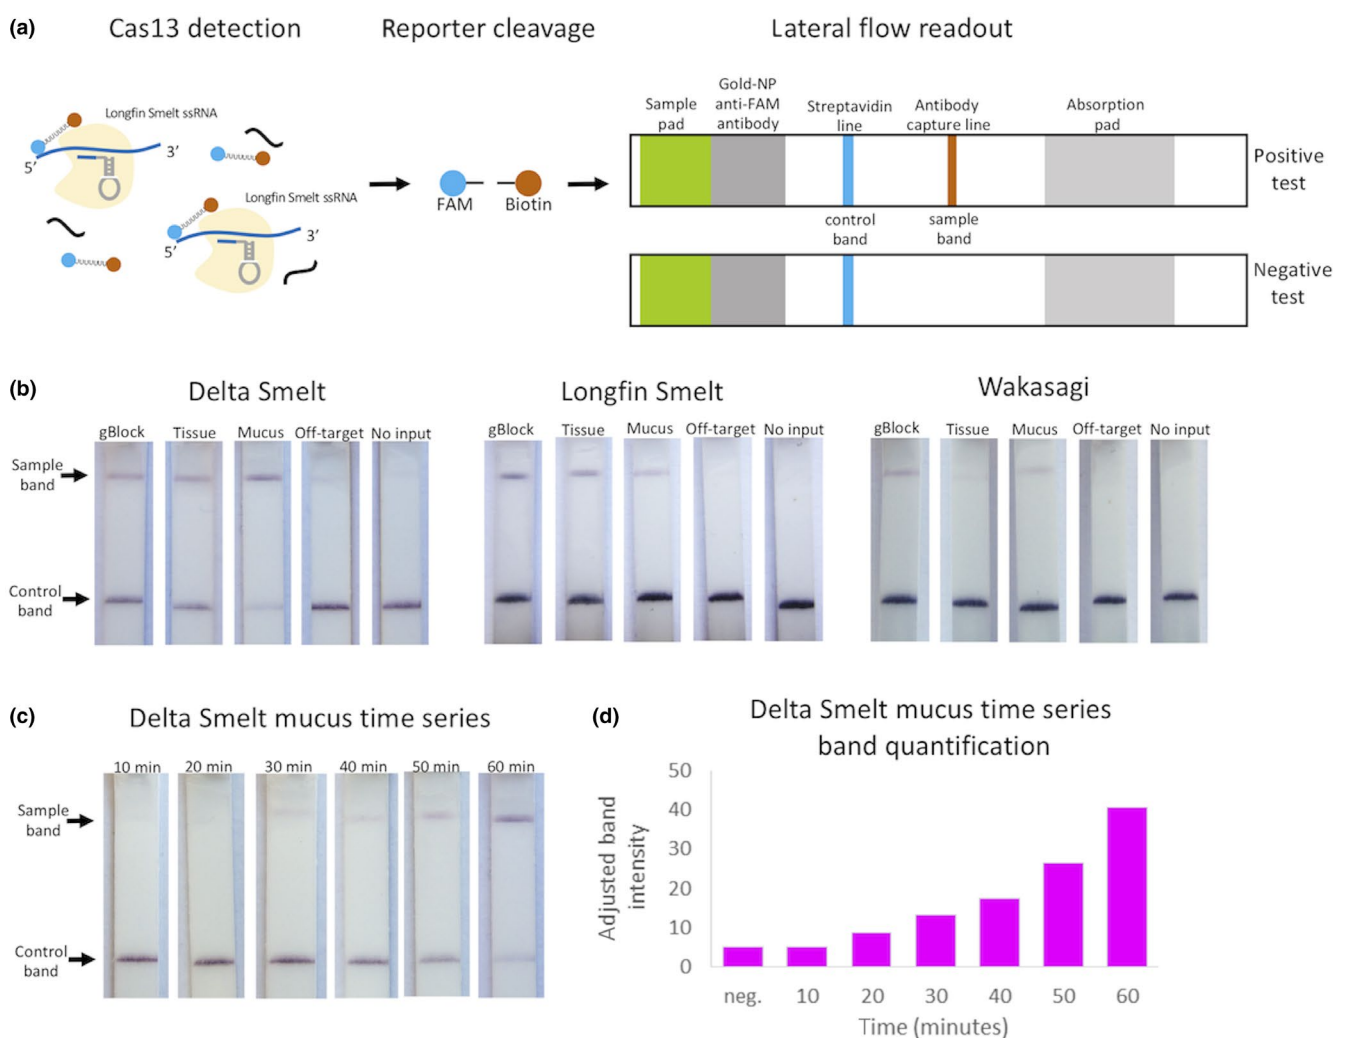 (a)
Cas13 detection
Reporter cleavage
Lateral flow readout
Longfin Smelt ssRNA
5'
3'
Longfin Smelt ssRNA
5'
3'
FAM
Biotin
Sample
pad
Gold-NP
anti-FAM
antibody
Streptavidin
line
Antibody
capture line
Absorption
pad
Positive
test
control
band
sample
band
Negative
test
(b)
Delta Smelt
gBlock Tissue Mucus Off-target No input
Sample
band
Control
band
Longfin Smelt
gBlock Tissue Mucus Off-target No input
Wakasagi
gBlock Tissue Mucus Off-target No input
(c)
Delta Smelt mucus time series
10 min 20 min 30 min 40 min 50 min 60 min
Sample
band
Control
band
(d)
Delta Smelt mucus time series
band quantification
Adjusted band
intensity
50
40
30
20
10
0
neg. 10 20 30 40 50 60
Time (minutes)